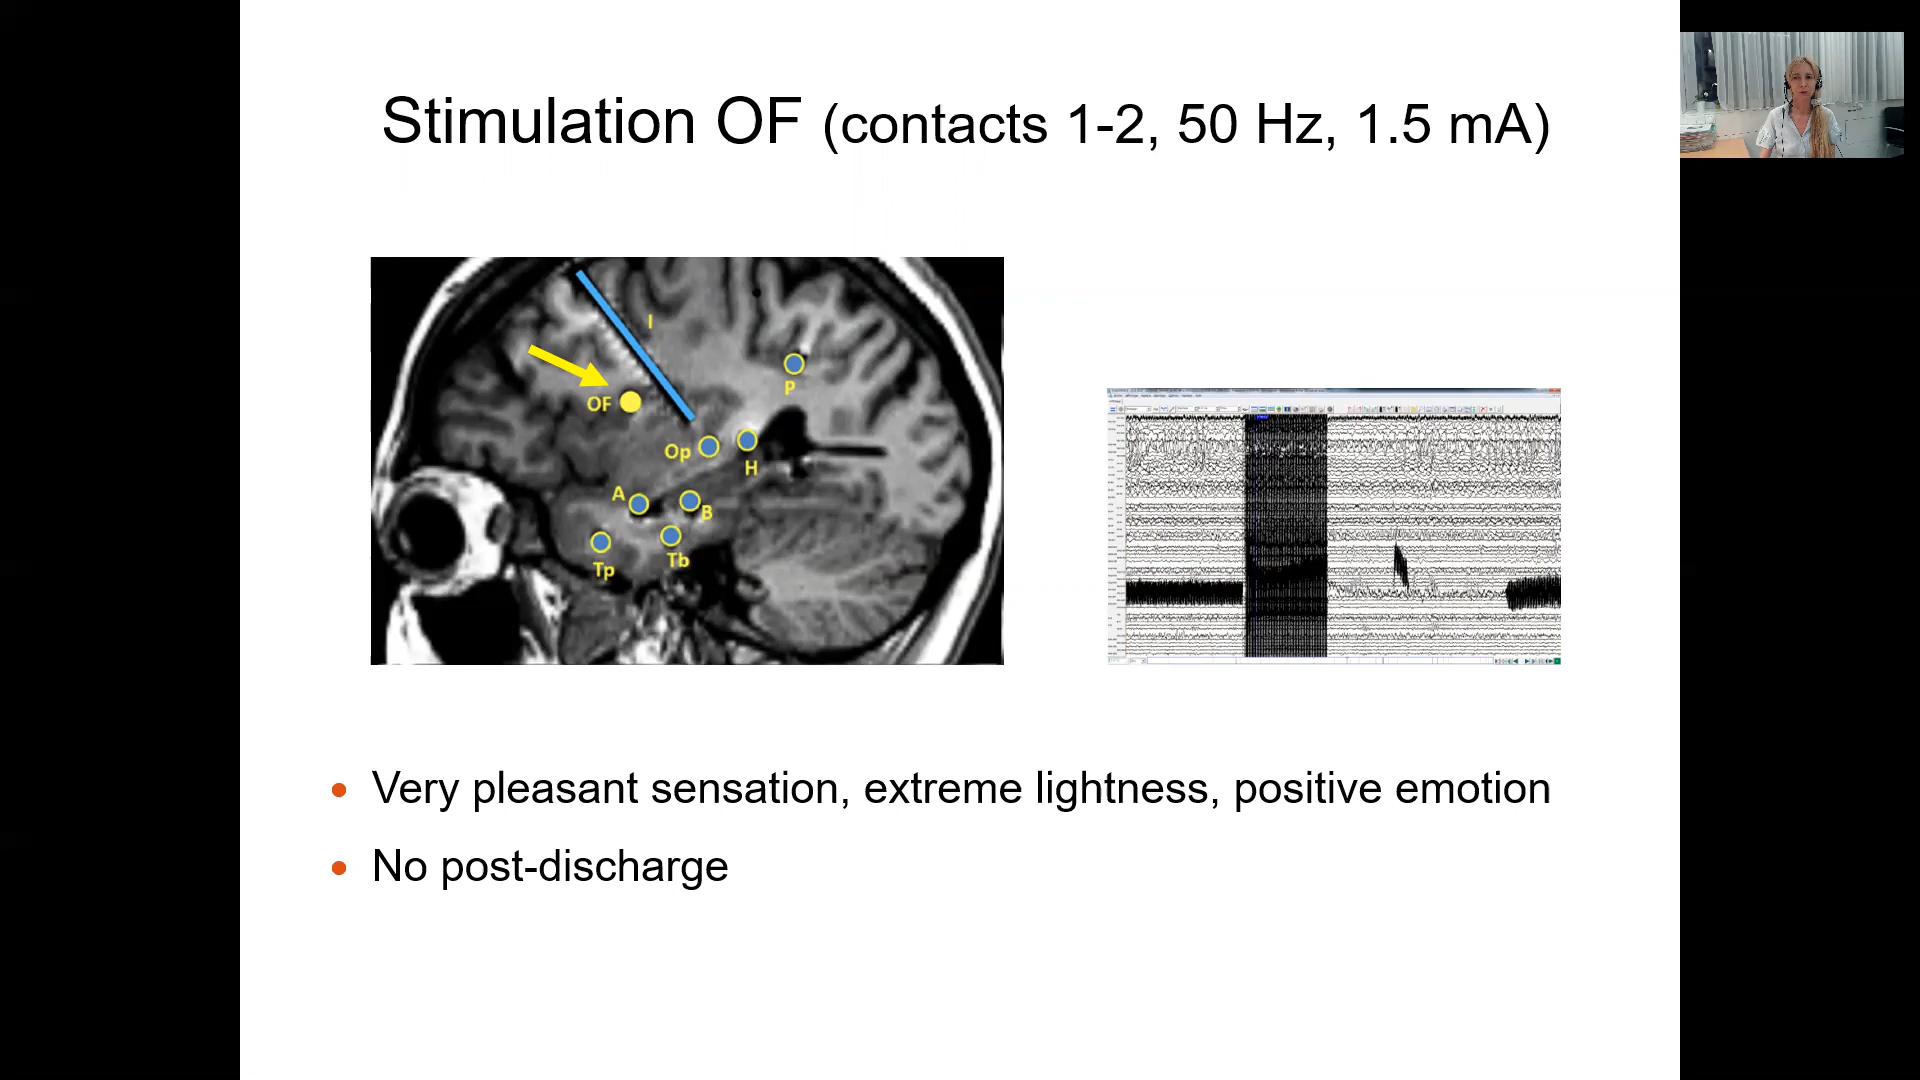 Stimulation OF (contacts 1-2, 50 Hz, 1.5 mA)
I
P
OF
Op
H
A
B
Tp
Tb
• Very pleasant sensation, extreme lightness, positive emotion
• No post-discharge